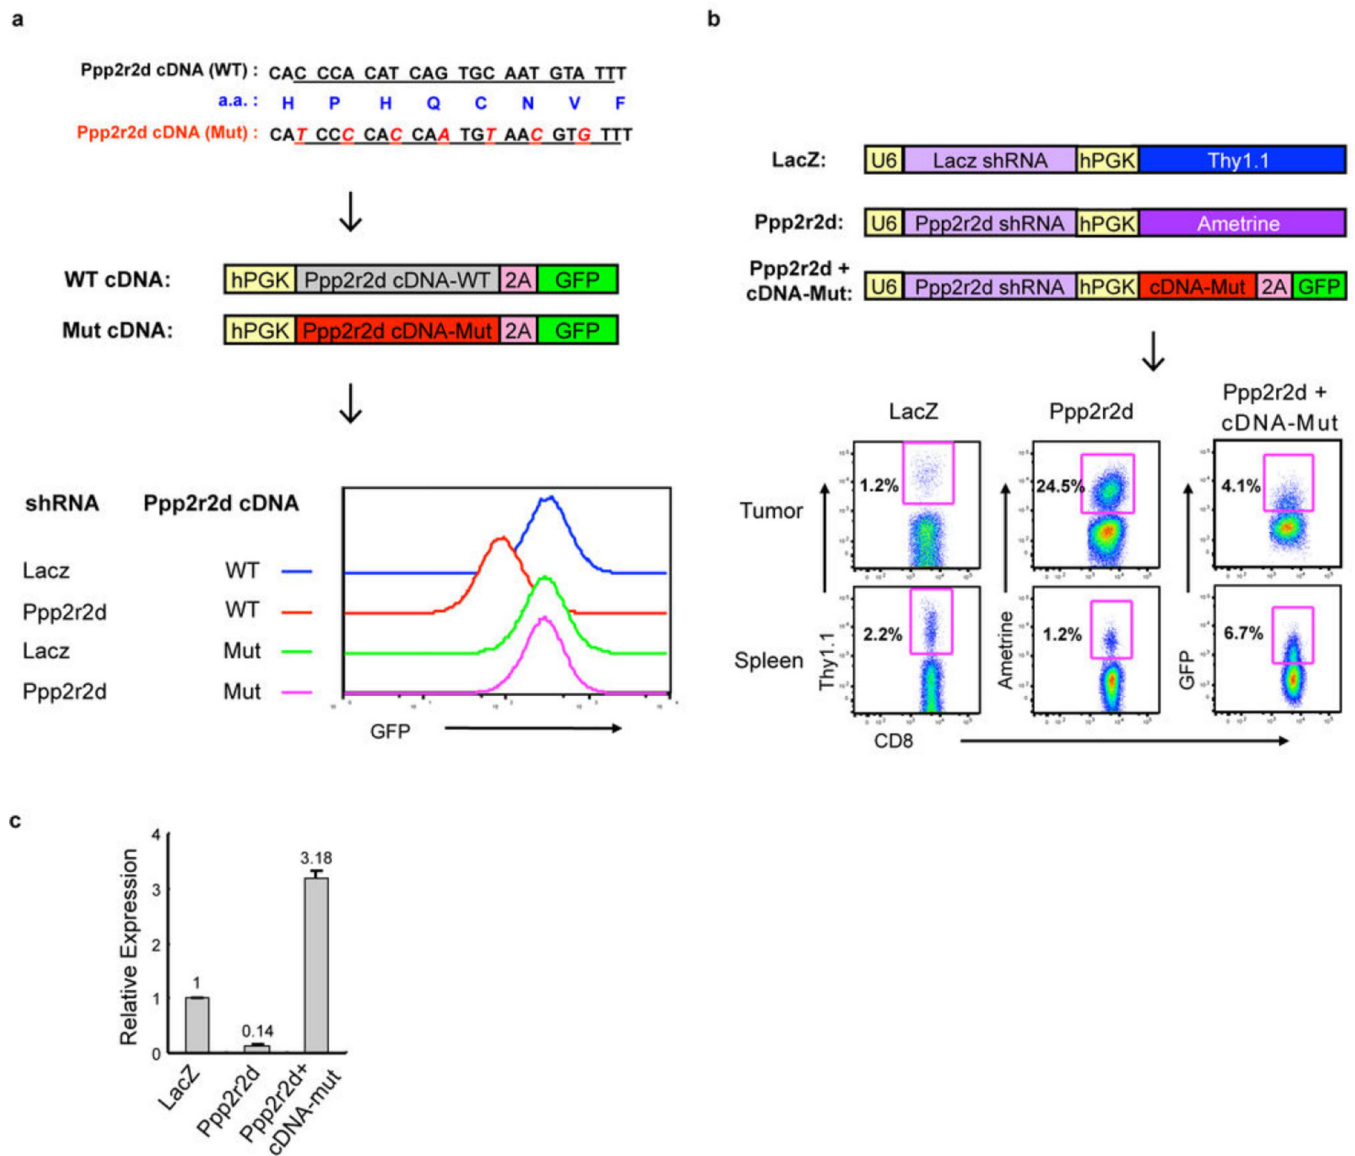 a
Ppp2r2d cDNA (WT) : CAC CCA CAT CAG TGC AAT GTA TTT
a.a. : H P H Q C N V F
Ppp2r2d cDNA (Mut) : CAT CCC CAC CAA TGT AAC GTG TTT
WT cDNA: hPGK Ppp2r2d cDNA-WT 2A GFP
Mut cDNA: hPGK Ppp2r2d cDNA-Mut 2A GFP
shRNA Ppp2r2d cDNA
Lacz WT
Ppp2r2d WT
Lacz Mut
Ppp2r2d Mut
GFP
b
LacZ: U6 Lacz shRNA hPGK Thy1.1
Ppp2r2d: U6 Ppp2r2d shRNA hPGK Ametrine
Ppp2r2d +
cDNA-Mut: U6 Ppp2r2d shRNA hPGK cDNA-Mut 2A GFP
LacZ Ppp2r2d Ppp2r2d +
cDNA-Mut
Tumor 1.2% 24.5% 4.1%
Spleen 2.2% 1.2% 6.7%
Thy1.1 Ametrine GFP
CD8
c
Relative Expression
4
3
2
1
0
1 0.14 3.18
LacZ Ppp2r2d Ppp2r2d+
cDNA-mut